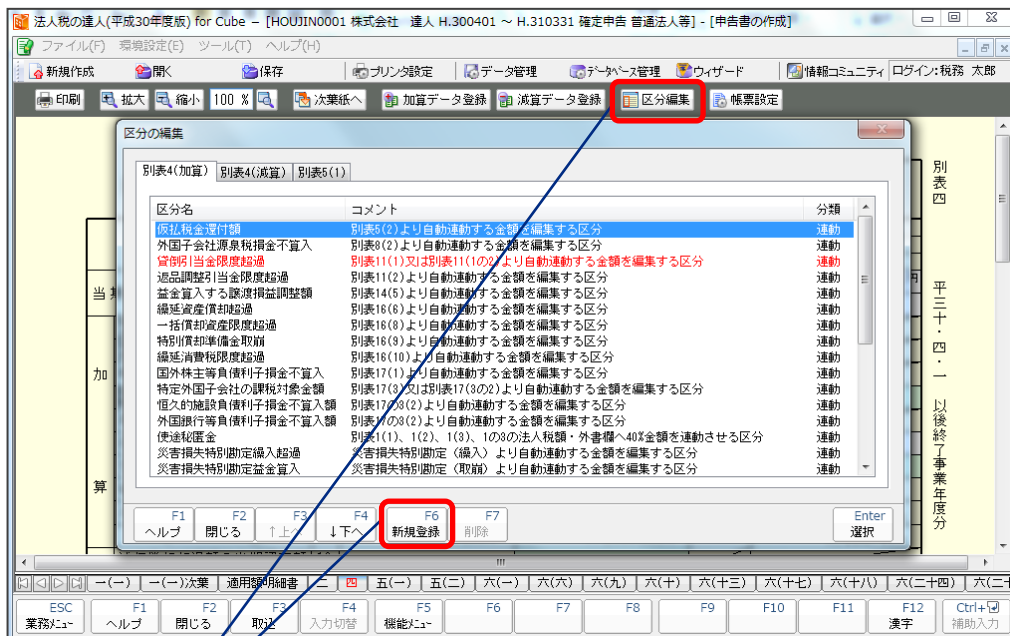 法人税の達人(平成30年度版) for Cube － [HOUJIN0001 株式会社 達人 H.300401 ～ H.310331 確定申告 普通法人等] - [申告書の作成]
ファイル(F) 環境設定(E) ツール(T) ヘルプ(H)
新規作成 開く 保存 プリンタ設定 データ管理 データベース管理 ウィザード 情報コミュニティ ログイン:税務 太郎
印刷 拡大 縮小 100 % 次葉紙へ 加算データ登録 減算データ登録 区分編集 帳票設定
区分の編集
別表4(加算) 別表4(減算) 別表5(1)
区分名 コメント 分類
仮払税金還付額 別表5(2)より自動連動する金額を編集する区分 連動
外国子会社源泉税損金不算入 別表8(2)より自動連動する金額を編集する区分 連動
貸倒引当金限度超過 別表11(1)又は別表11(1の2)より自動連動する金額を編集する区分 連動
返品調整引当金限度超過 別表11(2)より自動連動する金額を編集する区分 連動
益金算入する譲渡損益調整額 別表14(5)より自動連動する金額を編集する区分 連動
繰延資産償却超過 別表16(6)より自動連動する金額を編集する区分 連動
一括償却資産限度超過 別表16(8)より自動連動する金額を編集する区分 連動
特別償却準備金取崩 別表16(9)より自動連動する金額を編集する区分 連動
繰延消費税限度超過 別表16(10)より自動連動する金額を編集する区分 連動
国外株主等負債利子損金不算入 別表17(1)より自動連動する金額を編集する区分 連動
特定外国子会社の課税対象金額 別表17(3)又は別表17(3の2)より自動連動する金額を編集する区分 連動
恒久的施設負債利子損金不算入額 別表17の3(2)より自動連動する金額を編集する区分 連動
外国銀行等負債利子損金不算入額 別表17の3(2)より自動連動する金額を編集する区分 連動
使途秘匿金 別表1(1)、1(2)、1(3)、1の3の法人税額・外書欄へ40%金額を連動させる区分 連動
災害損失特別勘定繰入超過 災害損失特別勘定（繰入）より自動連動する金額を編集する区分 連動
災害損失特別勘定益金算入 災害損失特別勘定（取崩）より自動連動する金額を編集する区分 連動
F1 ヘルプ F2 閉じる F3 ↑上へ F4 ↓下へ F6 新規登録 F7 削除 Enter 選択
当
加
算
別表四
平三十・四・一 以後終了事業年度分
一(一) 一(一)次葉 適用額明細書 二 四 五(一) 五(二) 六(一) 六(六) 六(九) 六(十) 六(十三) 六(十七) 六(十八) 六(二十四)
ESC 業務ﾒﾆｭｰ F1 ヘルプ F2 閉じる F3 取込 F4 入力切替 F5 機能ﾒﾆｭｰ F6 F7 F8 F9 F10 F11 F12 漢字 Ctrl+ 補助入力